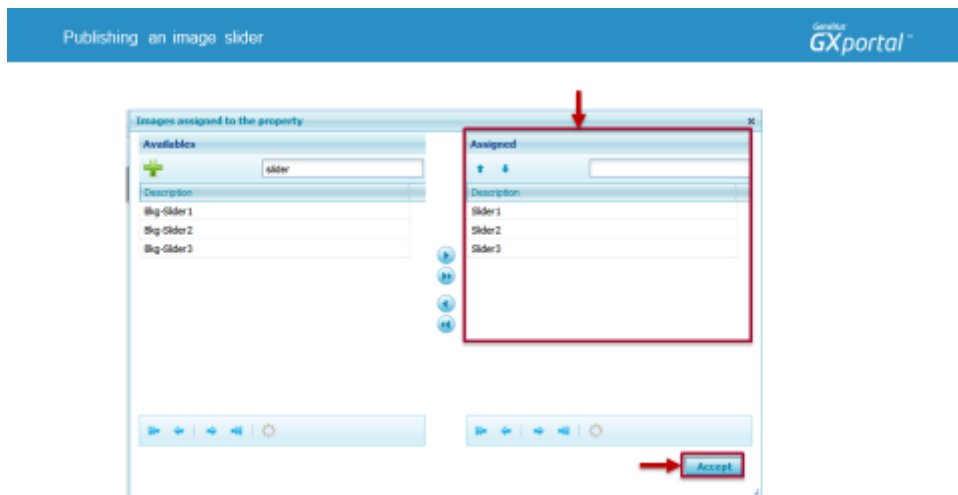 Publishing an image slider
GeneXus
GXportal™
Images assigned to the property
x
Availables
Assigned
slider
Description
Description
Bkg-Slider1
Slider1
Bkg-Slider2
Slider2
Bkg-Slider3
Slider3
Accept